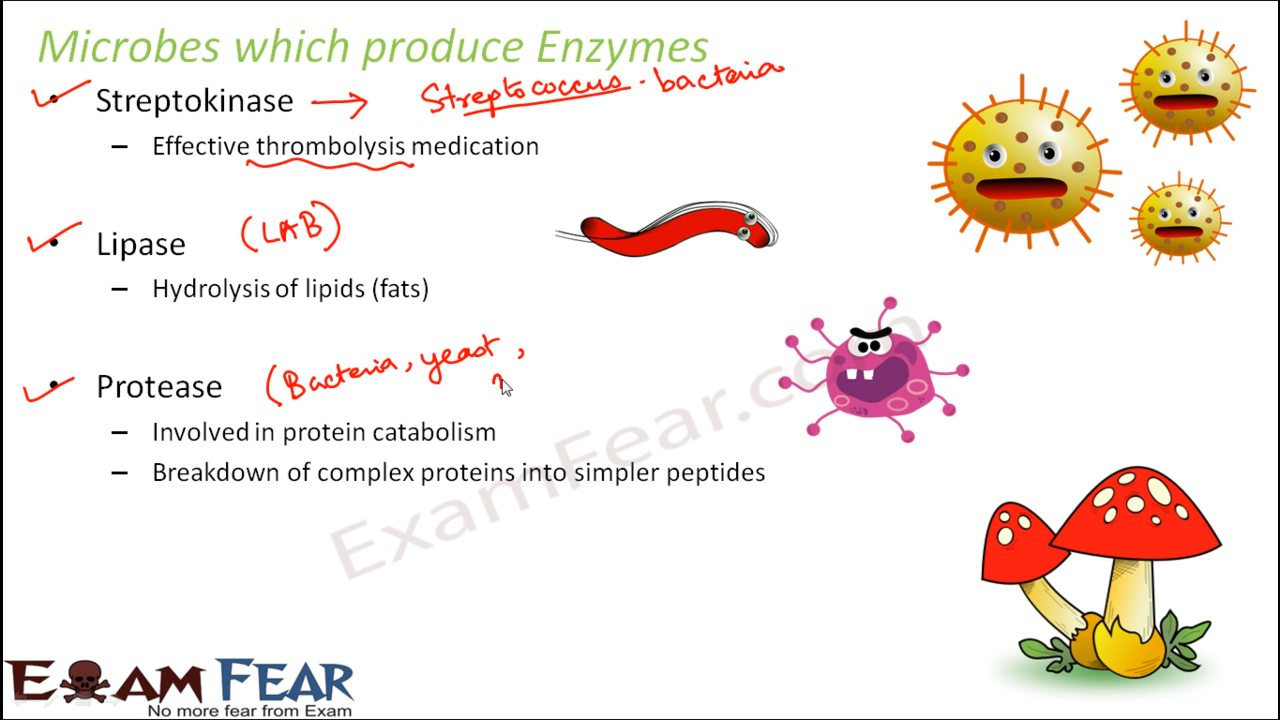 Microbes which produce Enzymes
• Streptokinase → Streptococcus - bacteria
– Effective thrombolysis medication
• Lipase (LAB)
– Hydrolysis of lipids (fats)
• Protease (Bacteria, yeast,
– Involved in protein catabolism
– Breakdown of complex proteins into simpler peptides
ExamFear.com
EXAM FEAR
No more fear from Exam